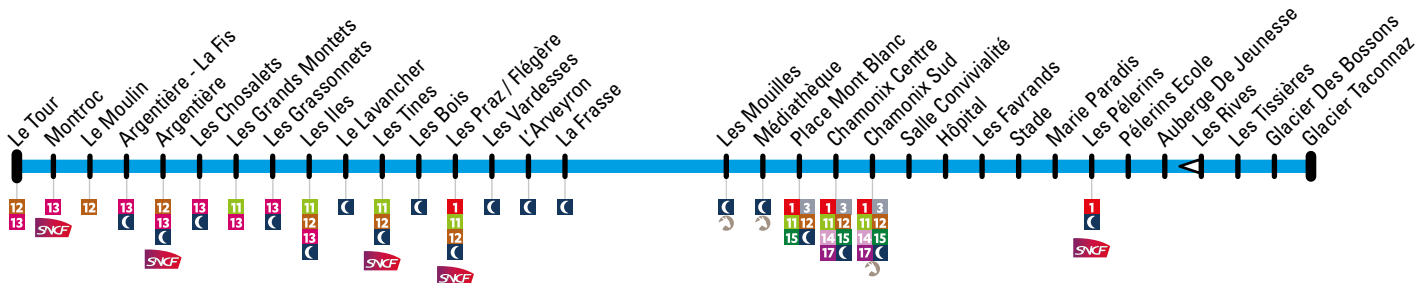 Le Tour
Montroc
Le Moulin
Argentière - La Fis
Argentière
Les Chosalets
Les Grands Montets
Les Grassonnets
Les Iles
Le Lavancher
Les Tines
Les Bois
Les Praz / Flégère
Les Vardesses
L'Arveyron
La Frasse
Les Mouilles
Médiathèque
Place Mont Blanc
Chamonix Centre
Chamonix Sud
Salle Convivialité
Hôpital
Les Favrands
Stade
Marie Paradis
Les Pélerins
Pélerins Ecole
Auberge De Jeunesse
Les Rives
Les Tissières
Glacier Des Bossons
Glacier Taconnaz
12
13
13
SNCF
12
13
12
13
SNCF
13
11
13
13
11
12
13
11
12
SNCF
1
11
12
SNCF
1 3
11 12
15
1 3
11 12
14 15
17
1 3
11 12
14 15
17
1
SNCF